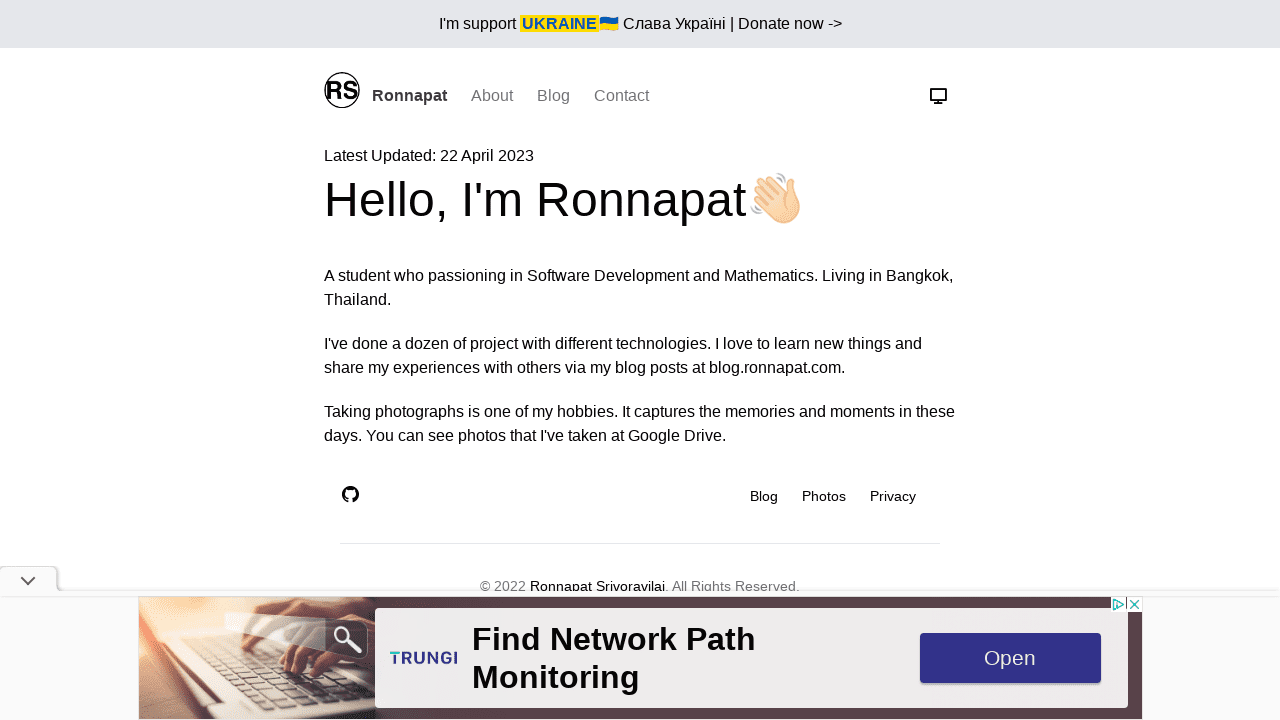 I'm support UKRAINE🇺🇦 Слава Україні | Donate now ->
RS Ronnapat About Blog Contact
Latest Updated: 22 April 2023
Hello, I'm Ronnapat👋🏻
A student who passioning in Software Development and Mathematics. Living in Bangkok,
Thailand.
I've done a dozen of project with different technologies. I love to learn new things and
share my experiences with others via my blog posts at blog.ronnapat.com.
Taking photographs is one of my hobbies. It captures the memories and moments in these
days. You can see photos that I've taken at Google Drive.
Blog Photos Privacy
© 2022 Ronnapat Srivoravilai. All Rights Reserved.
TRUNGI
Find Network Path
Monitoring
Open